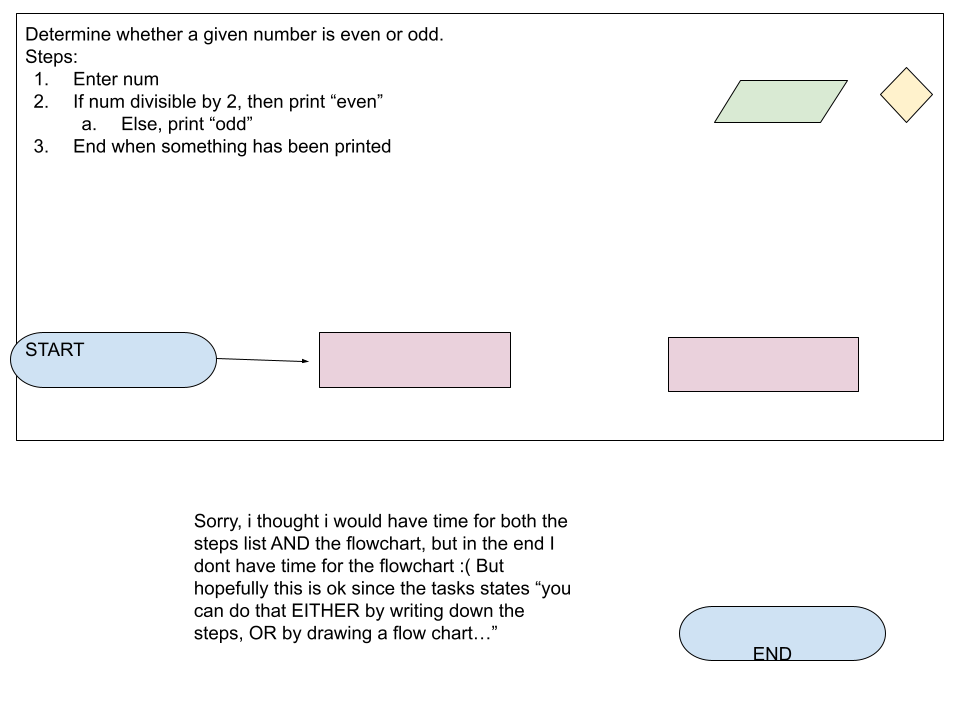 Determine whether a given number is even or odd.
Steps:
1. Enter num
2. If num divisible by 2, then print “even”
a. Else, print “odd”
3. End when something has been printed
START
Sorry, i thought i would have time for both the
steps list AND the flowchart, but in the end I
dont have time for the flowchart :( But
hopefully this is ok since the tasks states “you
can do that EITHER by writing down the
steps, OR by drawing a flow chart…”
END